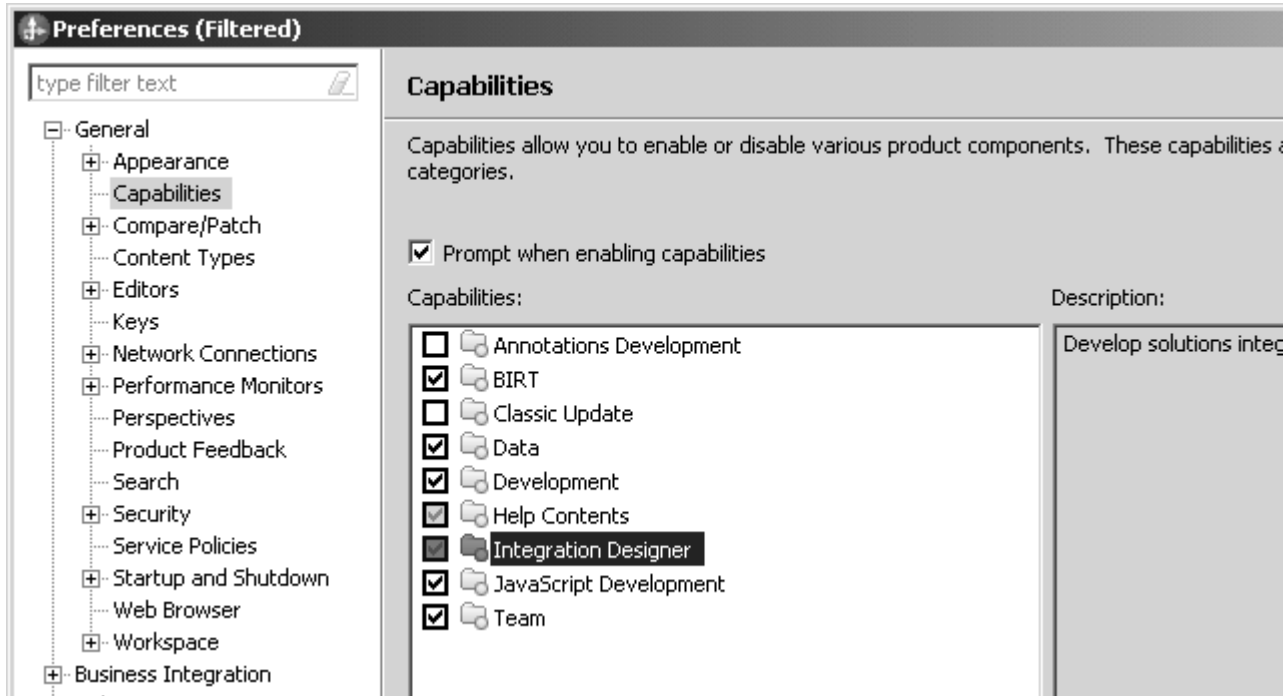 Preferences (Filtered)
type filter text
General
Appearance
Capabilities
Compare/Patch
Content Types
Editors
Keys
Network Connections
Performance Monitors
Perspectives
Product Feedback
Search
Security
Service Policies
Startup and Shutdown
Web Browser
Workspace
Business Integration
Capabilities
Capabilities allow you to enable or disable various product components.  These capabilities
categories.
Prompt when enabling capabilities
Capabilities:
Annotations Development
BIRT
Classic Update
Data
Development
Help Contents
Integration Designer
JavaScript Development
Team
Description:
Develop solutions